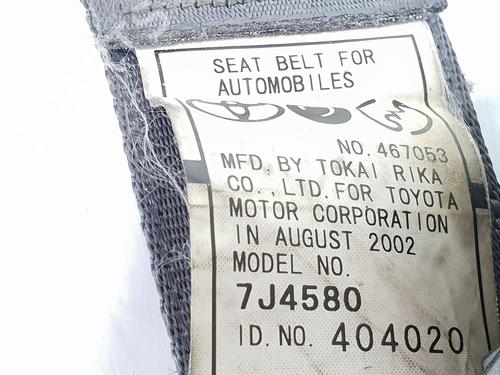 SEAT BELT FOR
AUTOMOBILES
NO. 467053
MFD. BY TOKAI RIKA
CO., LTD. FOR TOYOTA
MOTOR CORPORATION
IN AUGUST 2002
MODEL NO.
7J4580
ID. NO. 404020